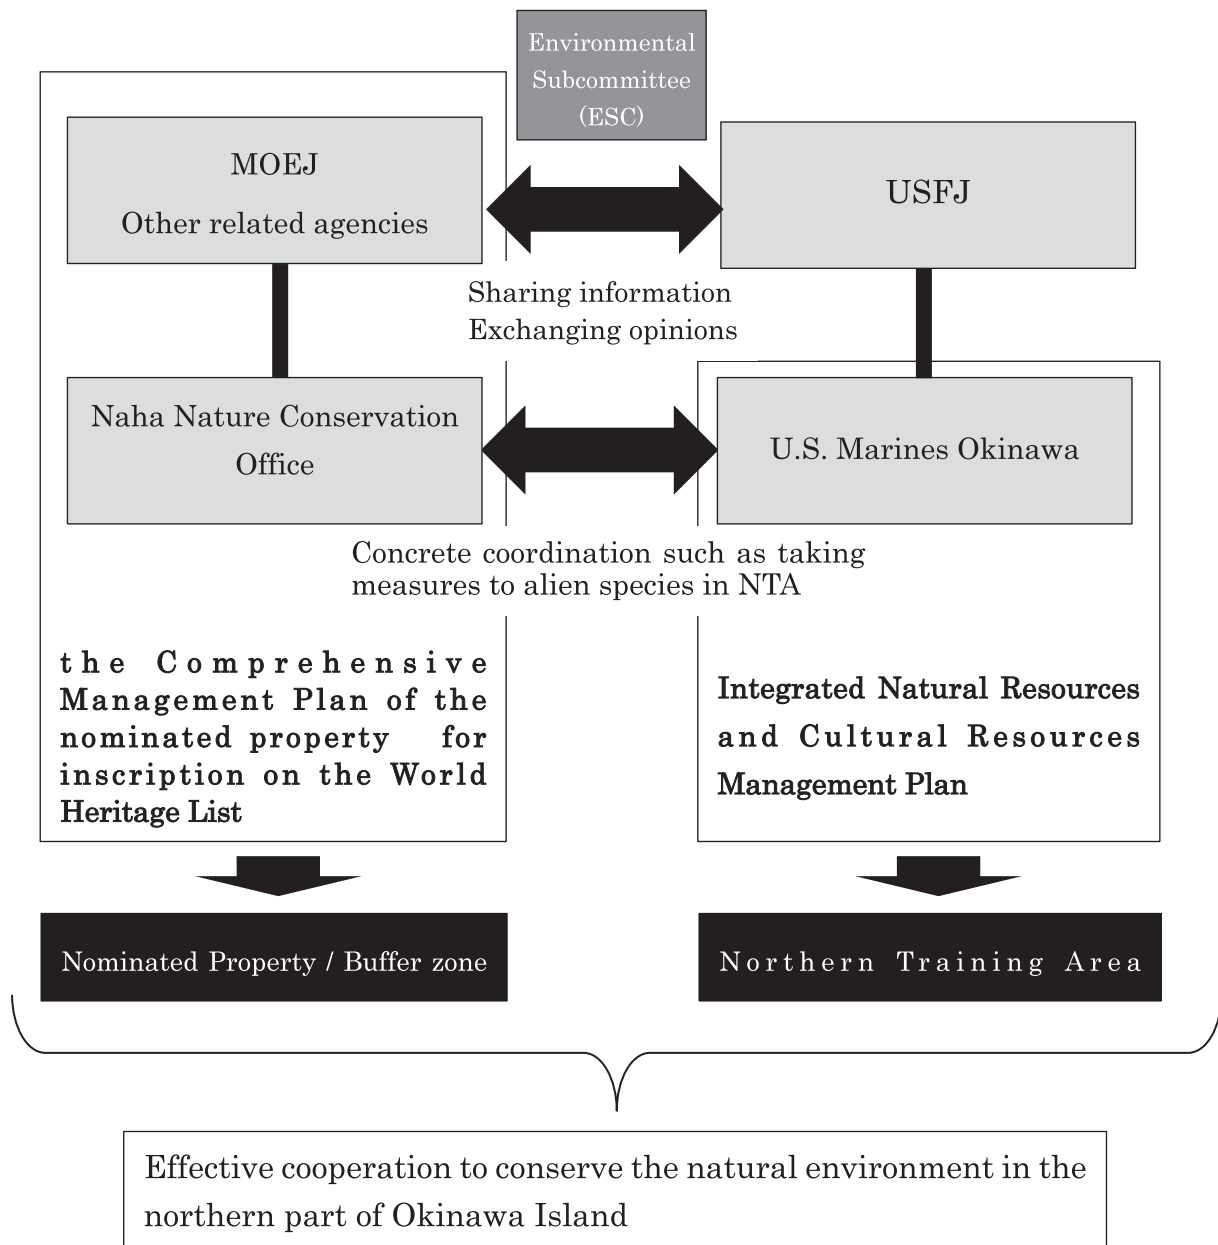 Environmental
Subcommittee
(ESC)
MOEJ
Other related agencies
USFJ
Sharing information
Exchanging opinions
Naha Nature Conservation
Office
U.S. Marines Okinawa
Concrete coordination such as taking
measures to alien species in NTA
the Comprehensive
Management Plan of the
nominated property for
inscription on the World
Heritage List
Integrated Natural Resources
and Cultural Resources
Management Plan
Nominated Property / Buffer zone
Northern Training Area
Effective cooperation to conserve the natural environment in the
northern part of Okinawa Island